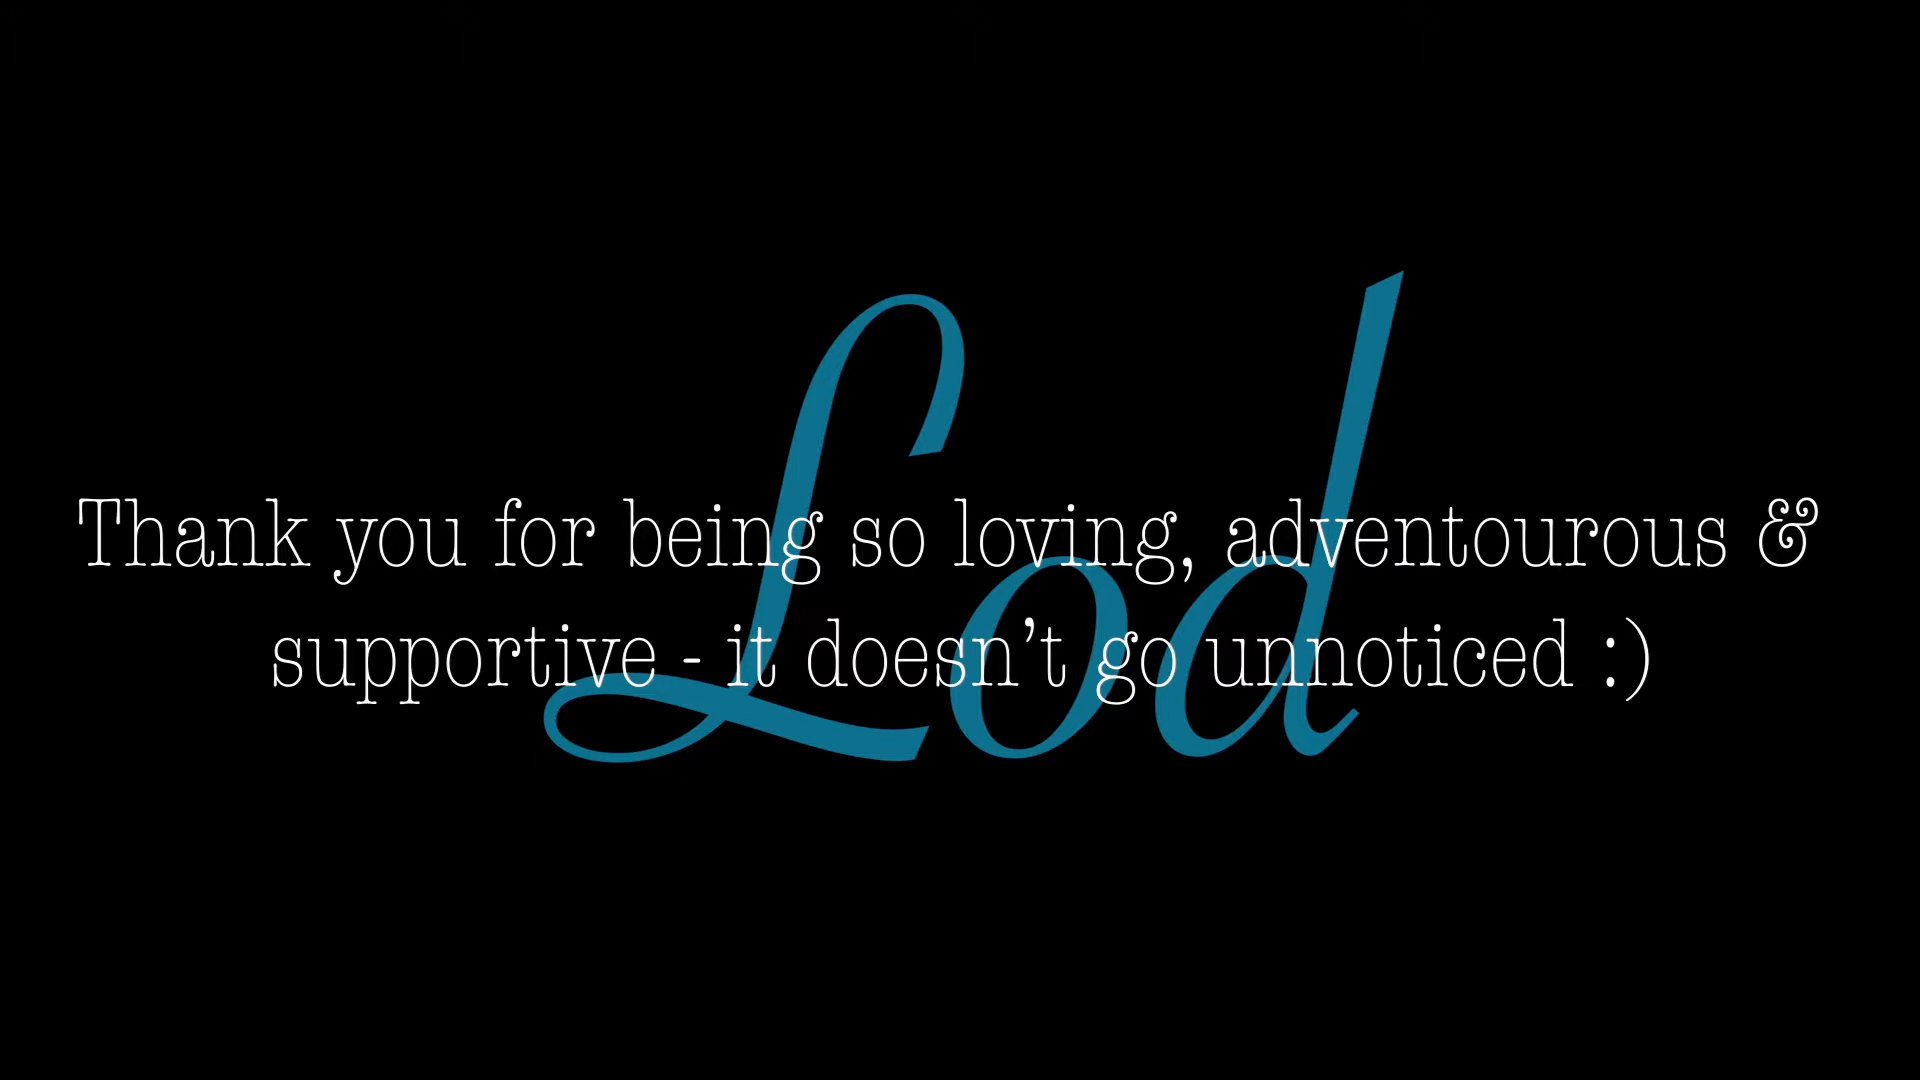 Lod
Thank you for being so loving, adventourous &
supportive - it doesn't go unnoticed :)